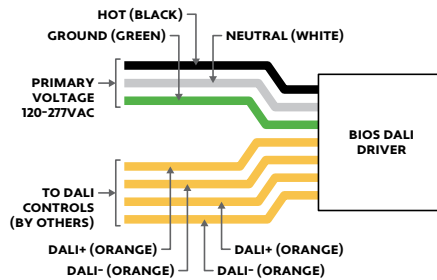 HOT (BLACK)
GROUND (GREEN)
NEUTRAL (WHITE)
PRIMARY
VOLTAGE
120-277VAC
BIOS DALI
DRIVER
TO DALI
CONTROLS
(BY OTHERS)
DALI+ (ORANGE)
DALI+ (ORANGE)
DALI- (ORANGE)
DALI- (ORANGE)